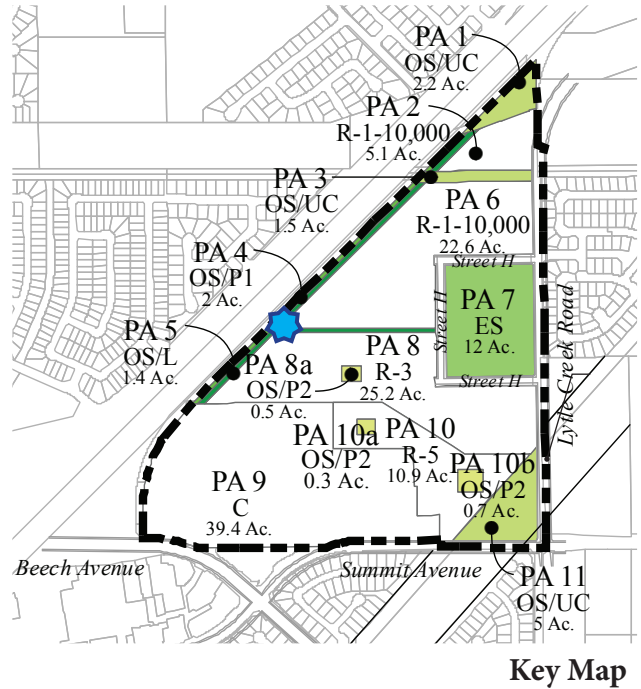 PA 1
OS/UC
2.2 Ac.
PA 2
R-1-10,000
5.1 Ac.
PA 3
OS/UC
1.5 Ac.
PA 6
R-1-10,000
22.6 Ac.
Street H
PA 4
OS/P1
2 Ac.
Street H
PA 7
ES
12 Ac.
Lytle Creek Road
PA 5
OS/L
1.4 Ac.
PA 8a
OS/P2
0.5 Ac.
PA 8
R-3
25.2 Ac.
Street H
PA 10a
OS/P2
0.3 Ac.
PA 10
R-5
10.9 Ac.
PA 10b
OS/P2
0.7 Ac.
PA 9
C
39.4 Ac.
Beech Avenue
Summit Avenue
PA 11
OS/UC
5 Ac.
Key Map